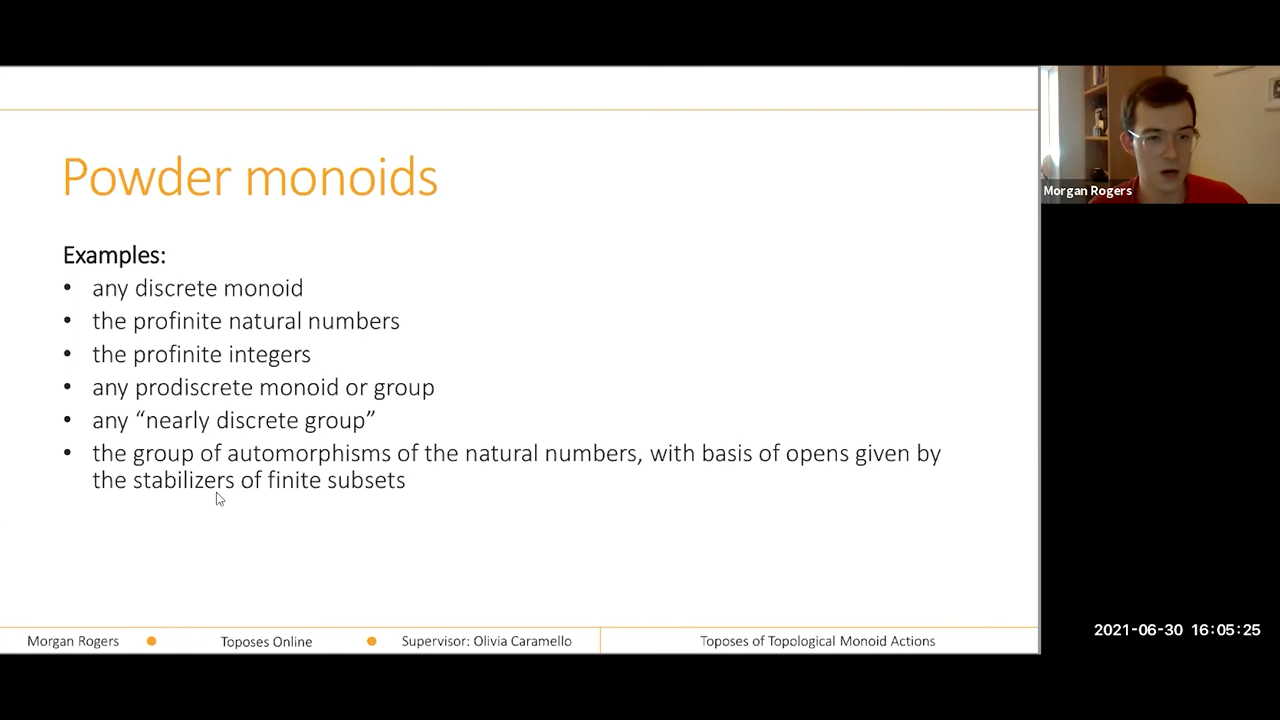 Powder monoids
Examples:
• any discrete monoid
• the profinite natural numbers
• the profinite integers
• any prodiscrete monoid or group
• any “nearly discrete group”
• the group of automorphisms of the natural numbers, with basis of opens given by
the stabilizers of finite subsets
Morgan Rogers
Morgan Rogers
Toposes Online
Supervisor: Olivia Caramello
Toposes of Topological Monoid Actions
2021-06-30 16:05:25